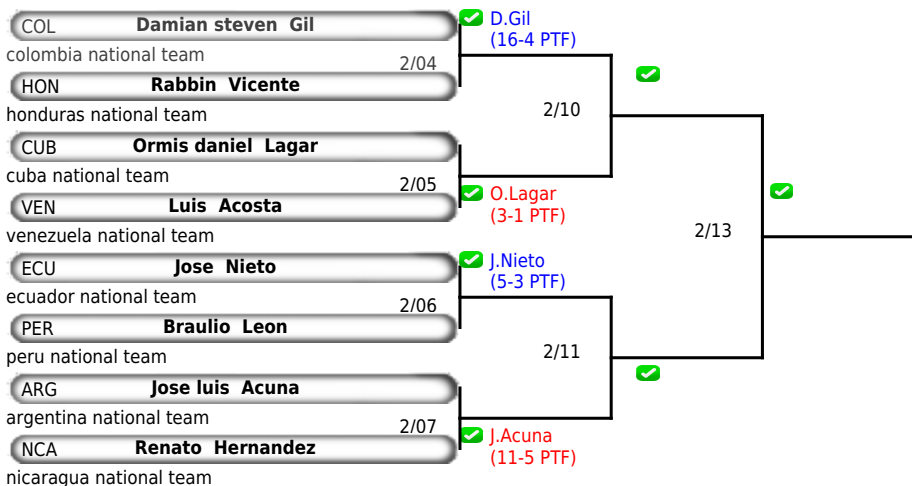 COL Damian steven Gil
D.Gil
(16-4 PTF)
colombia national team
2/04
HON Rabbin Vicente
honduras national team
2/10
CUB Ormis daniel Lagar
cuba national team
2/05
O.Lagar
(3-1 PTF)
VEN Luis Acosta
venezuela national team
2/13
ECU Jose Nieto
J.Nieto
(5-3 PTF)
ecuador national team
2/06
PER Braulio Leon
peru national team
2/11
ARG Jose luis Acuna
argentina national team
2/07
J.Acuna
(11-5 PTF)
NCA Renato Hernandez
nicaragua national team